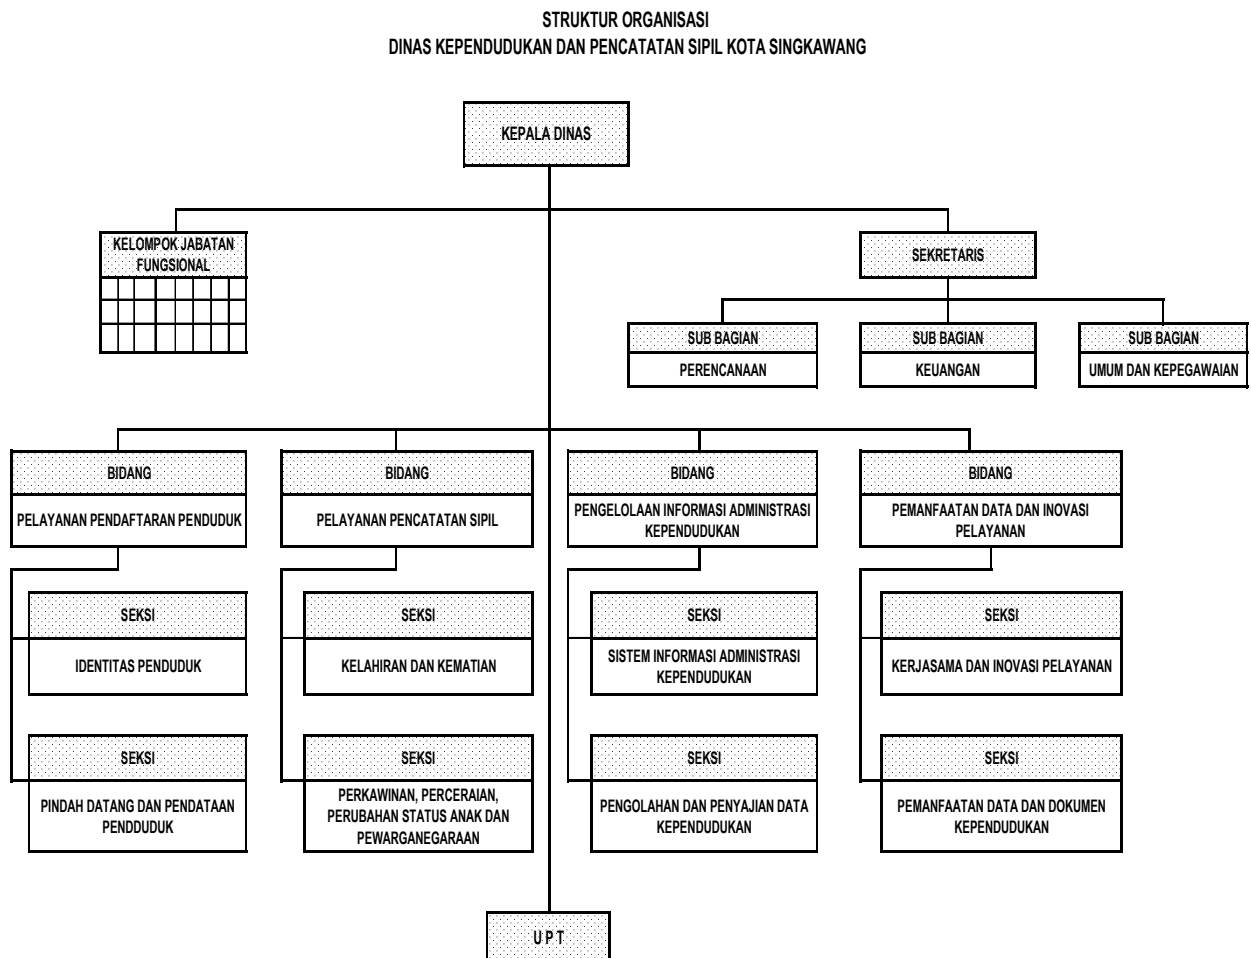 STRUKTUR ORGANISASI
DINAS KEPENDUDUKAN DAN PENCATATAN SIPIL KOTA SINGKAWANG
KEPALA DINAS
KELOMPOK JABATAN
FUNGSIONAL
SEKRETARIS
SUB BAGIAN
PERENCANAAN
SUB BAGIAN
KEUANGAN
SUB BAGIAN
UMUM DAN KEPEGAWAIAN
BIDANG
PELAYANAN PENDAFTARAN PENDUDUK
BIDANG
PELAYANAN PENCATATAN SIPIL
BIDANG
PENGELOLAAN INFORMASI ADMINISTRASI
KEPENDUDUKAN
BIDANG
PEMANFAATAN DATA DAN INOVASI
PELAYANAN
SEKSI
IDENTITAS PENDUDUK
SEKSI
KELAHIRAN DAN KEMATIAN
SEKSI
SISTEM INFORMASI ADMINISTRASI
KEPENDUDUKAN
SEKSI
KERJASAMA DAN INOVASI PELAYANAN
SEKSI
PINDAH DATANG DAN PENDATAAN
PENDDUDUK
SEKSI
PERKAWINAN, PERCERAIAN,
PERUBAHAN STATUS ANAK DAN
PEWARGANEGARAAN
SEKSI
PENGOLAHAN DAN PENYAJIAN DATA
KEPENDUDUKAN
SEKSI
PEMANFAATAN DATA DAN DOKUMEN
KEPENDUDUKAN
U P T